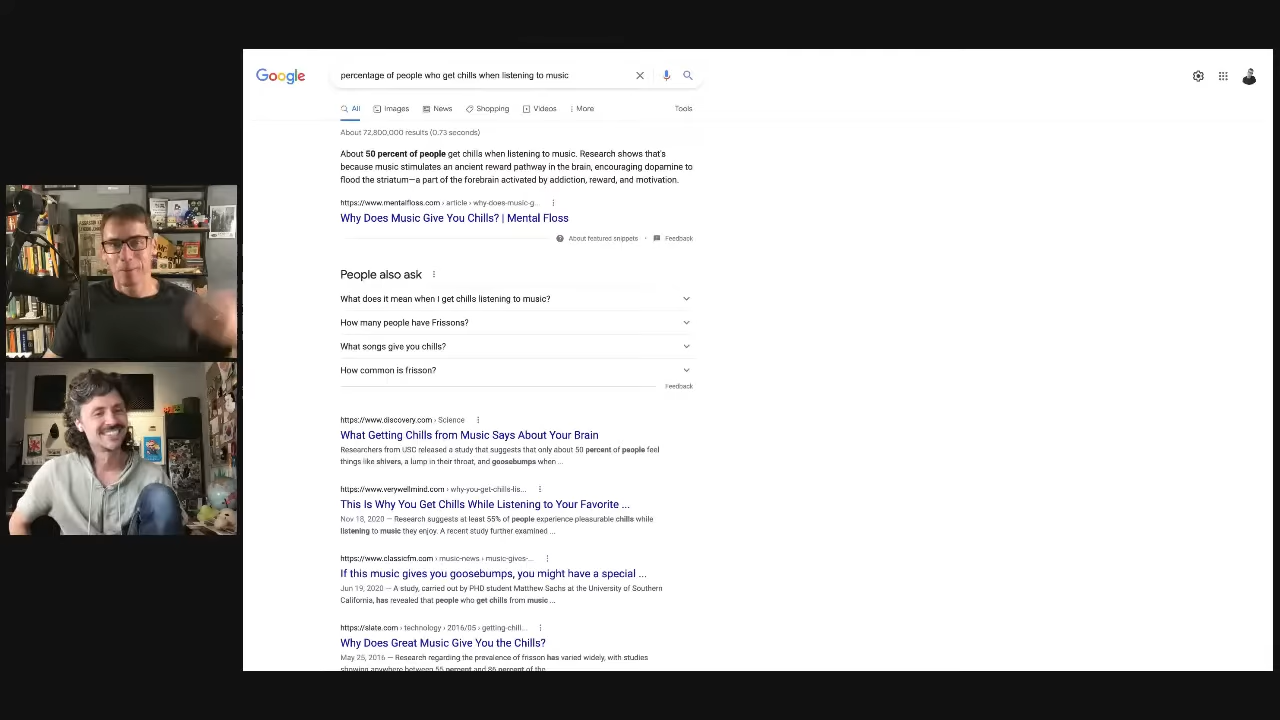 Google
percentage of people who get chills when listening to music
All Images News Shopping Videos More Tools
About 72,800,000 results (0.73 seconds)
About 50 percent of people get chills when listening to music. Research shows that's
because music stimulates an ancient reward pathway in the brain, encouraging dopamine to
flood the striatum—a part of the forebrain activated by addiction, reward, and motivation.
https://www.mentalfloss.com › article › why-does-music-g...
Why Does Music Give You Chills? | Mental Floss
About featured snippets • Feedback
People also ask
What does it mean when I get chills listening to music?
How many people have Frissons?
What songs give you chills?
How common is frisson?
Feedback
https://www.discovery.com › Science
What Getting Chills from Music Says About Your Brain
Researchers from USC released a study that suggests that only about 50 percent of people feel
things like shivers, a lump in their throat, and goosebumps when ...
https://www.verywellmind.com › why-you-get-chills-lis...
This Is Why You Get Chills While Listening to Your Favorite ...
Nov 18, 2020 — Research suggests at least 55% of people experience pleasurable chills while
listening to music they enjoy. A recent study further examined ...
https://www.classicfm.com › music-news › music-gives-...
If this music gives you goosebumps, you might have a special ...
Jun 19, 2020 — A study, carried out by PHD student Matthew Sachs at the University of Southern
California, has revealed that people who get chills from music ...
https://slate.com › technology › 2016/05 › getting-chill...
Why Does Great Music Give You the Chills?
May 25, 2016 — Research regarding the prevalence of frisson has varied widely, with studies
showing anywhere between 55 percent and 86 percent of the